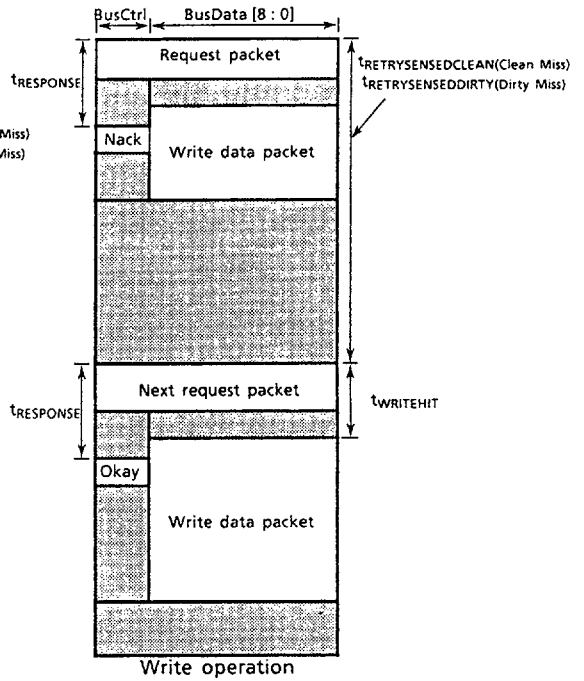 BusCtrl BusData [8 : 0]
Request packet
tRESPONSE
tRETRYSENSEDCLEAN(Clean Miss)
tRETRYSENSEDDIRTY(Dirty Miss)
Miss)
Miss)
Nack
Write data packet
Next request packet
tRESPONSE
tWRITEHIT
Okay
Write data packet
Write operation